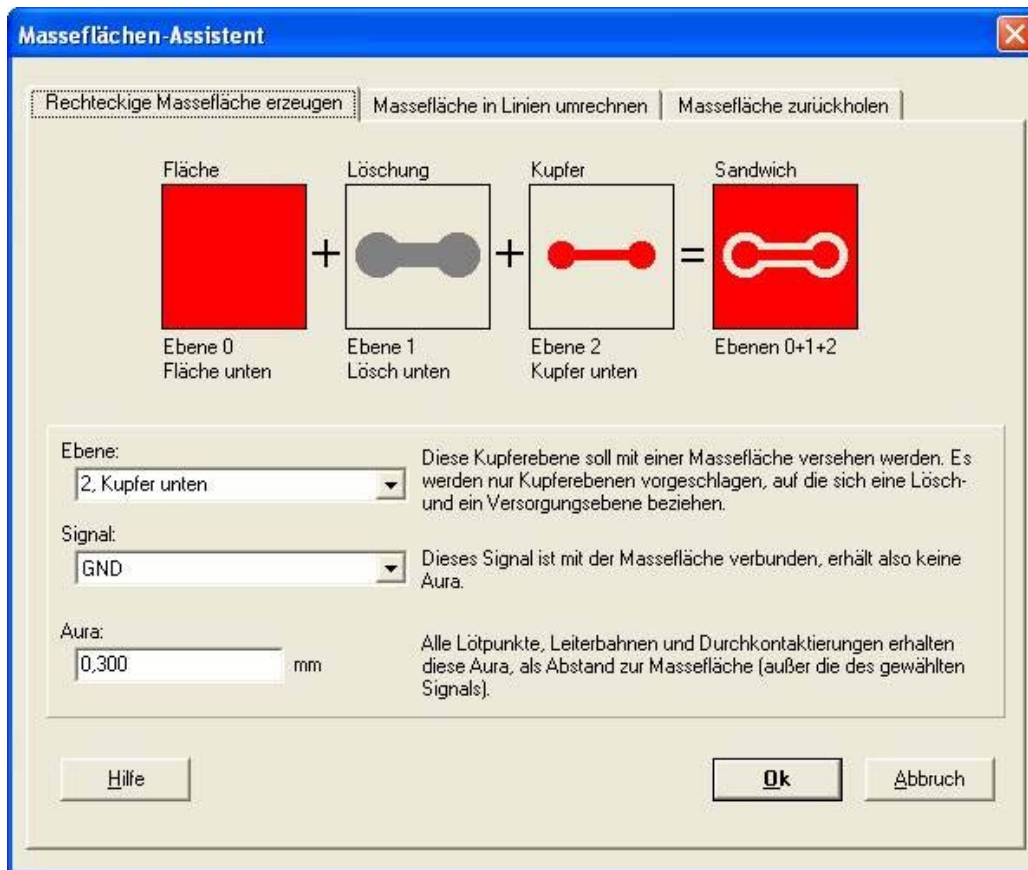 Masseflächen-Assistent
Rechteckige Massefläche erzeugen
Massefläche in Linien umrechnen
Massefläche zurückholen
Fläche
Löschung
Kupfer
Sandwich
+
+
=
Ebene 0
Fläche unten
Ebene 1
Lösch unten
Ebene 2
Kupfer unten
Ebenen 0+1+2
Ebene:
2, Kupfer unten
Diese Kupferebene soll mit einer Massefläche versehen werden. Es
werden nur Kupferebenen vorgeschlagen, auf die sich eine Lösch-
und ein Versorgungsebene beziehen.
Signal:
GND
Dieses Signal ist mit der Massefläche verbunden, erhält also keine
Aura.
Aura:
0,300 mm
Alle Lötpunkte, Leiterbahnen und Durchkontaktierungen erhalten
diese Aura, als Abstand zur Massefläche (außer die des gewählten
Signals).
Hilfe
Ok
Abbruch